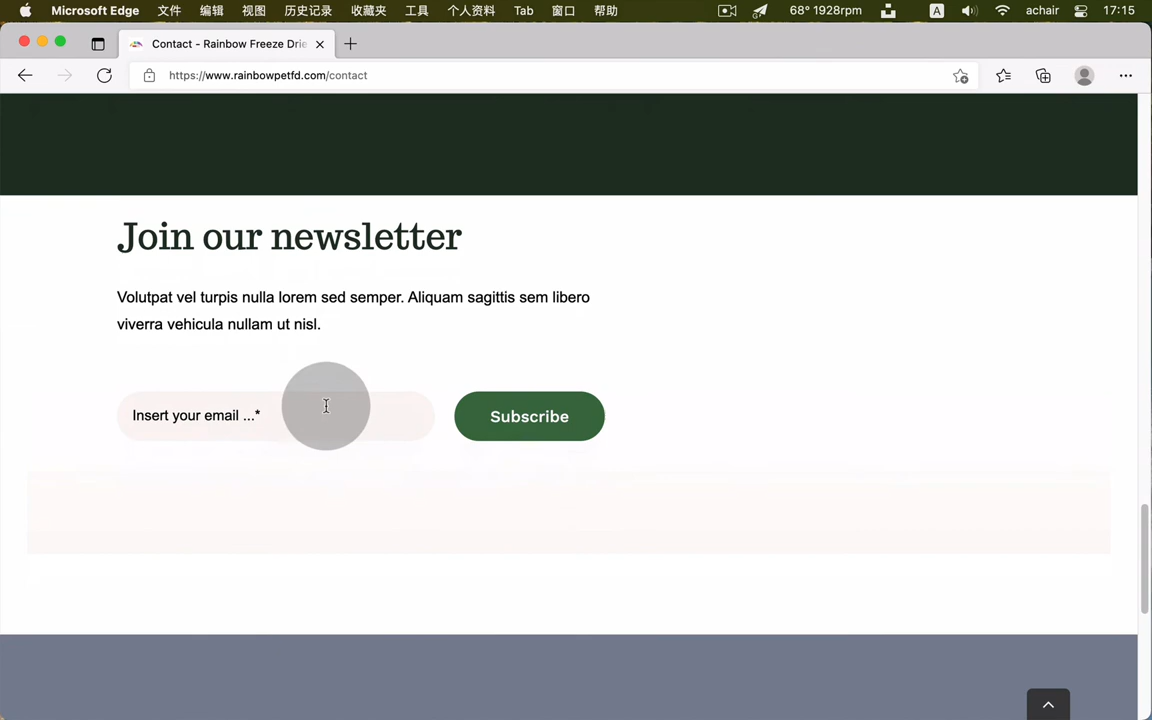 Microsoft Edge 文件 编辑 视图 历史记录 收藏夹 工具 个人资料 Tab 窗口 帮助 68° 1928rpm A achair 17:15
Contact - Rainbow Freeze Drie
https://www.rainbowpetfd.com/contact
Join our newsletter
Volutpat vel turpis nulla lorem sed semper. Aliquam sagittis sem libero
viverra vehicula nullam ut nisl.
Insert your email ...* Subscribe